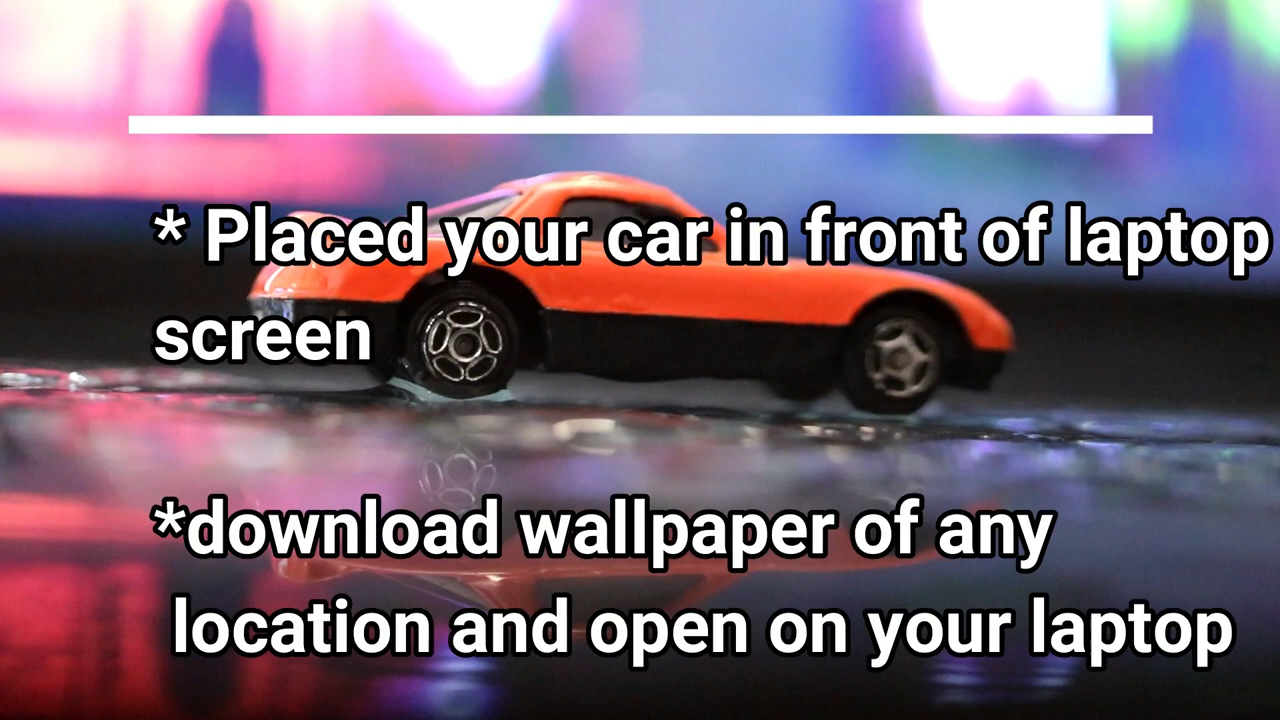 * Placed your car in front of laptop
screen
*download wallpaper of any
location and open on your laptop